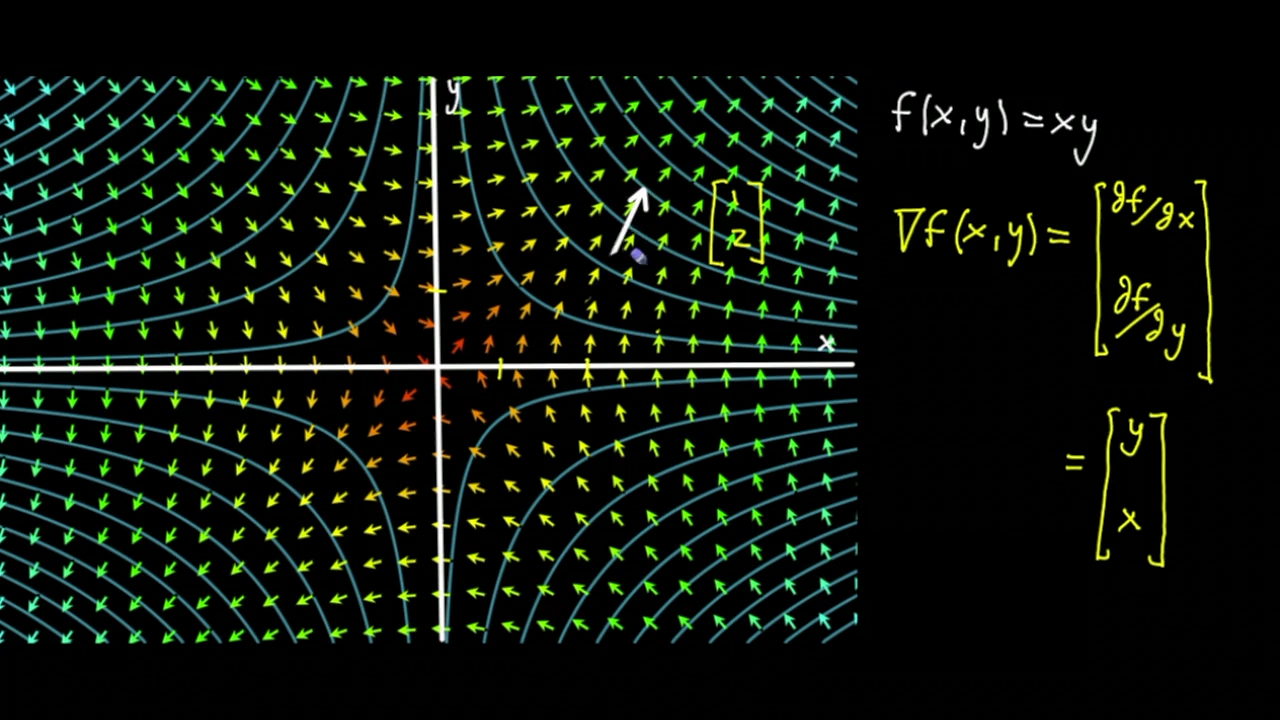 y
x
[1
2]
f(x,y) = xy
∇f(x,y) = [∂f/∂x
∂f/∂y]
= [y
x]